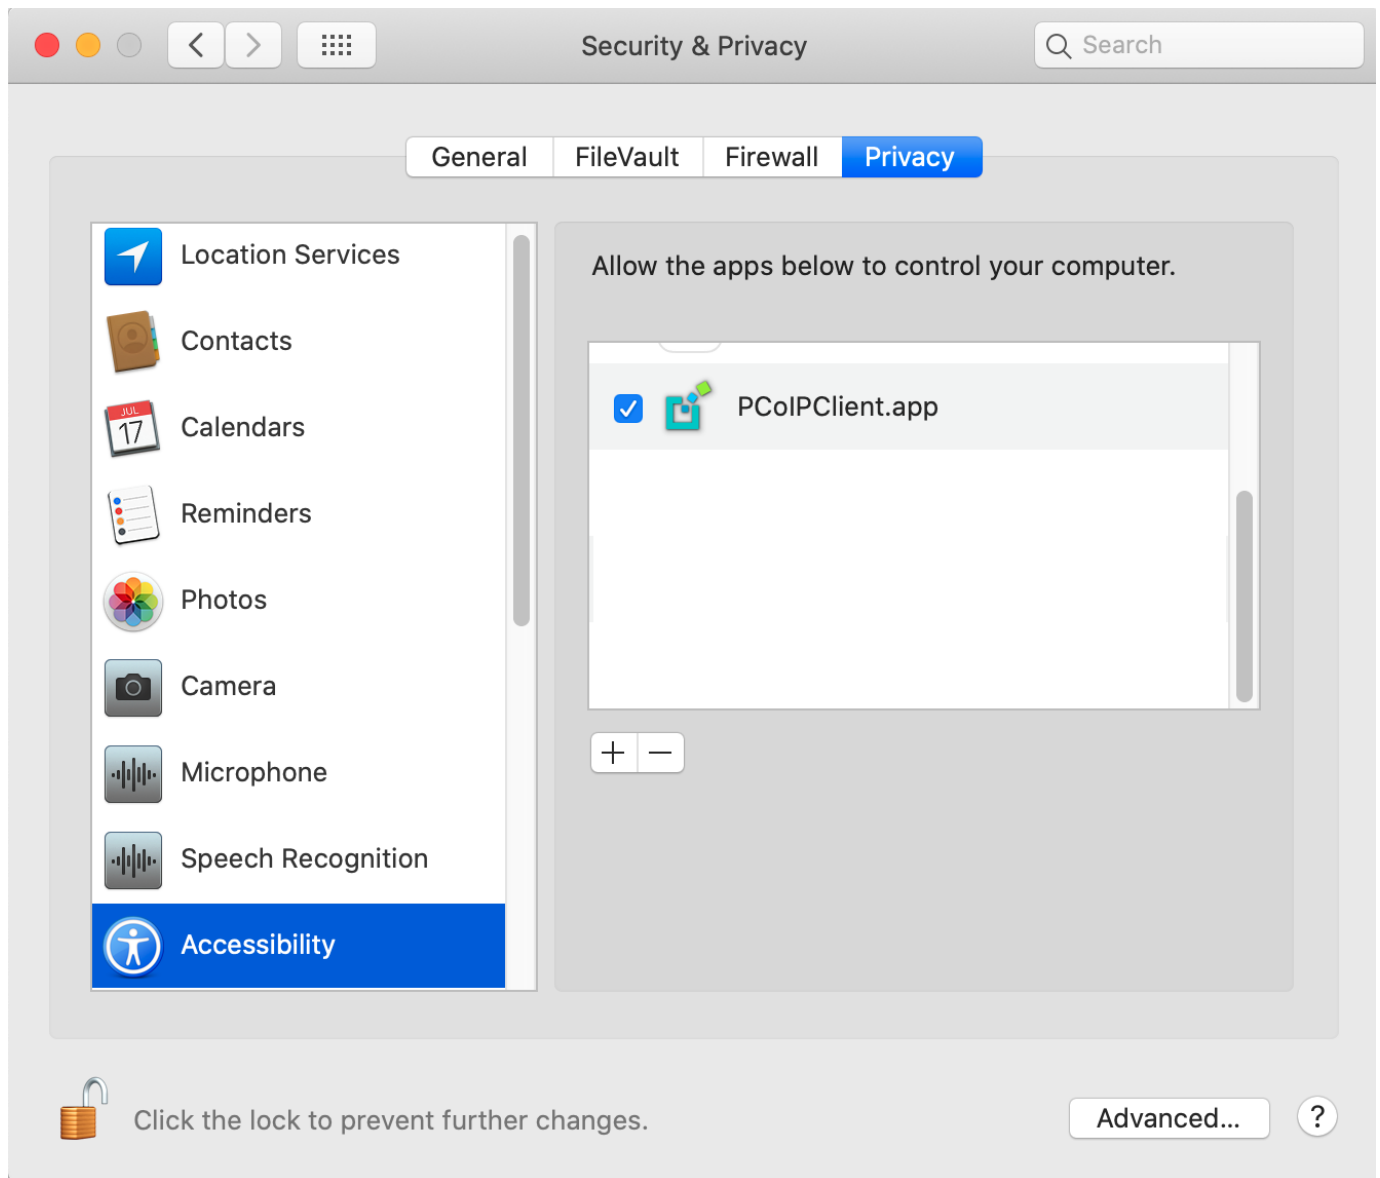 Security & Privacy
Search
General
FileVault
Firewall
Privacy
Location Services
Contacts
JUL
17
Calendars
Reminders
Photos
Camera
Microphone
Speech Recognition
Accessibility
Allow the apps below to control your computer.
PCoIPClient.app
Click the lock to prevent further changes.
Advanced...
?